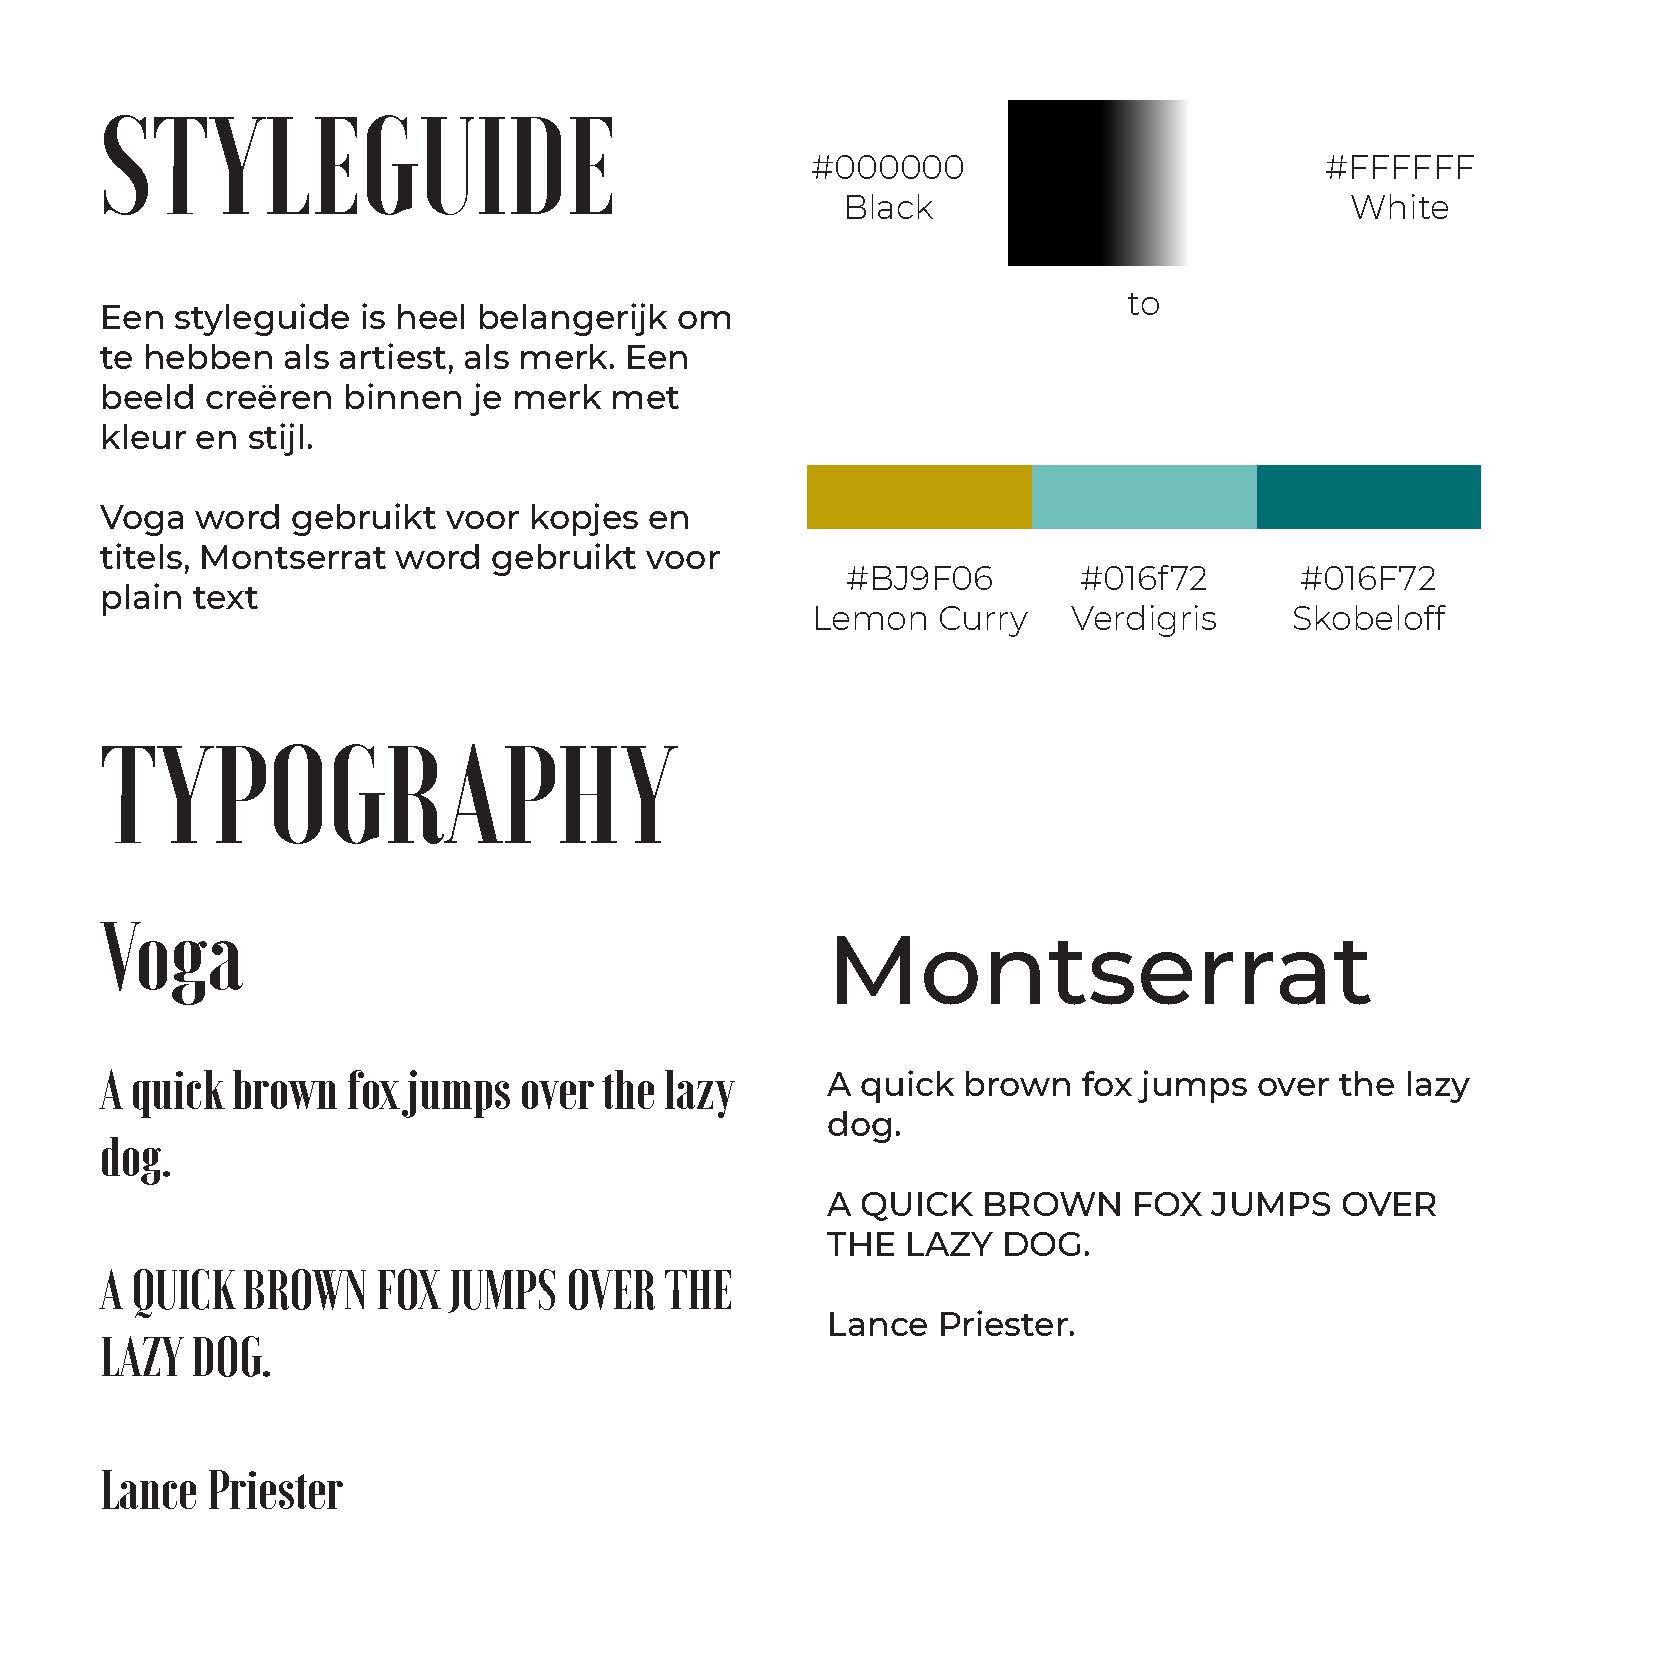 STYLEGUIDE
Een styleguide is heel belangerijk om
te hebben als artiest, als merk. Een
beeld creëren binnen je merk met
kleur en stijl.
Voga word gebruikt voor kopjes en
titels, Montserrat word gebruikt voor
plain text
#000000
Black
to
#FFFFFF
White
#BJ9F06
Lemon Curry
#016f72
Verdigris
#016F72
Skobeloff
TYPOGRAPHY
Voga
A quick brown fox jumps over the lazy
dog.
A QUICK BROWN FOX JUMPS OVER THE
LAZY DOG.
Lance Priester
Montserrat
A quick brown fox jumps over the lazy
dog.
A QUICK BROWN FOX JUMPS OVER
THE LAZY DOG.
Lance Priester.